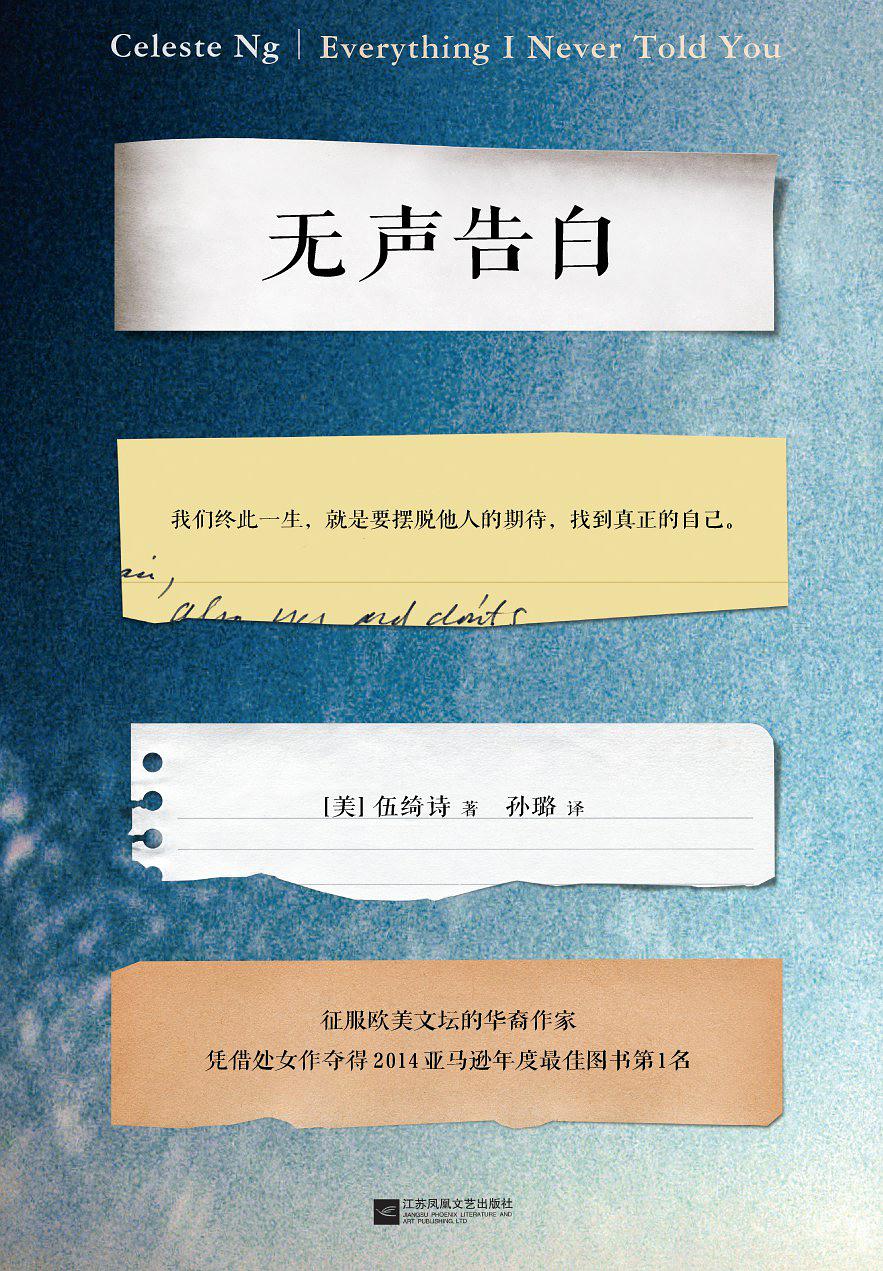 Celeste Ng | Everything I Never Told You
无声告白
我们终此一生，就是要摆脱他人的期待，找到真正的自己。
and don'ts
[美] 伍绮诗 著 孙璐 译
征服欧美文坛的华裔作家
凭借处女作夺得2014亚马逊年度最佳图书第1名
江苏凤凰文艺出版社
JIANGSU PHOENIX LITERATURE AND
ART PUBLISHING, LTD